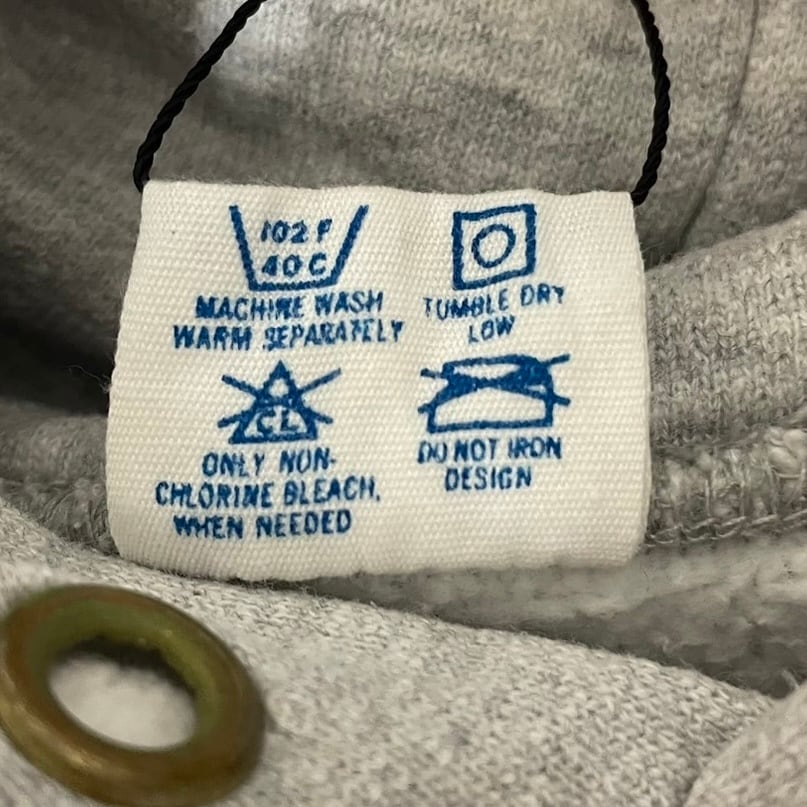 102 F
40 C
MACHINE WASH
WARM SEPARATELY
TUMBLE DRY
LOW
CL
ONLY NON-
CHLORINE BLEACH,
WHEN NEEDED
DO NOT IRON
DESIGN